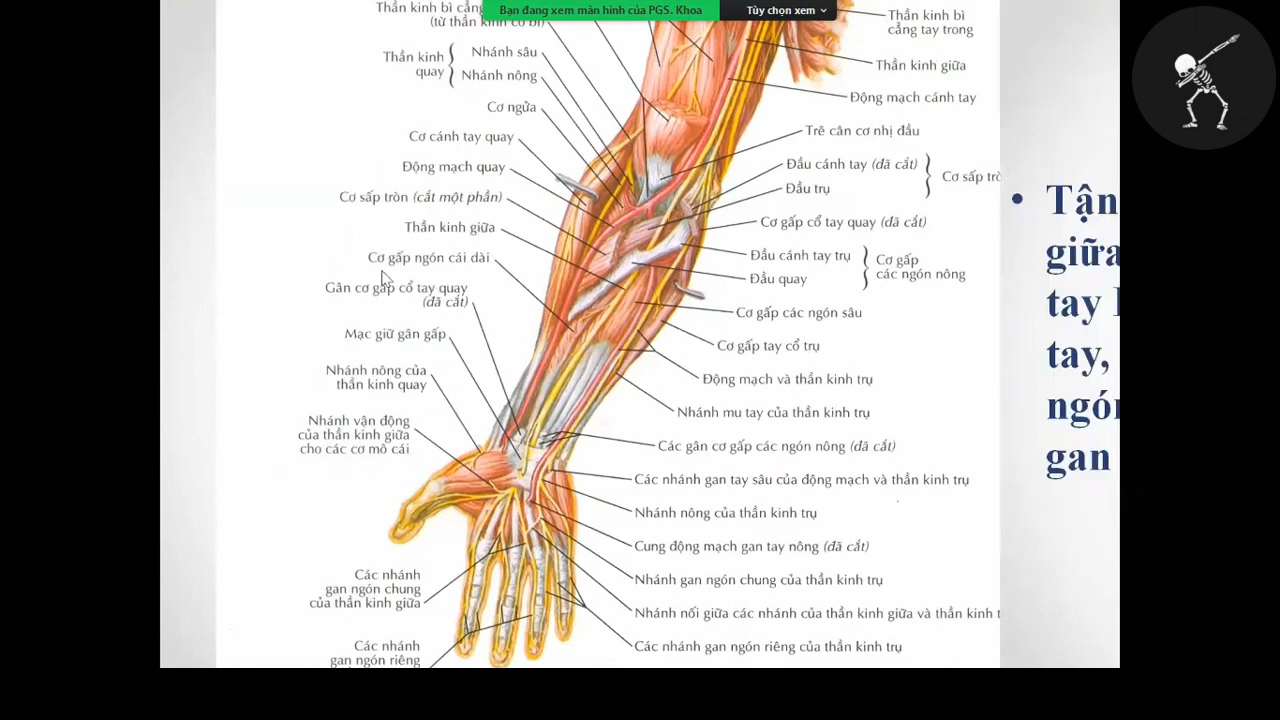 Bạn đang xem màn hình của PGS. Khoa
Tùy chọn xem
Thần kinh bì cẳng
(từ thần kinh cơ bì)
Thần kinh
quay
Nhánh sâu
Nhánh nông
Cơ ngửa
Cơ cánh tay quay
Động mạch quay
Cơ sấp tròn (cắt một phần)
Thần kinh giữa
Cơ gấp ngón cái dài
Gân cơ gấp cổ tay quay
(đã cắt)
Mạc giữ gân gấp
Nhánh nông của
thần kinh quay
Nhánh vận động
của thần kinh giữa
cho các cơ mô cái
Các nhánh
gan ngón chung
của thần kinh giữa
Các nhánh
gan ngón riêng
Thần kinh bì
cẳng tay trong
Thần kinh giữa
Động mạch cánh tay
Trẽ cân cơ nhị đầu
Đầu cánh tay (đã cắt)
Đầu trụ
Cơ sấp trò
Cơ gấp cổ tay quay (đã cắt)
Đầu cánh tay trụ
Đầu quay
Cơ gấp
các ngón nông
Cơ gấp các ngón sâu
Cơ gấp tay cổ trụ
Động mạch và thần kinh trụ
Nhánh mu tay của thần kinh trụ
Các gân cơ gấp các ngón nông (đã cắt)
Các nhánh gan tay sâu của động mạch và thần kinh trụ
Nhánh nông của thần kinh trụ
Cung động mạch gan tay nông (đã cắt)
Nhánh gan ngón chung của thần kinh trụ
Nhánh nối giữa các nhánh của thần kinh giữa và thần kinh t
Các nhánh gan ngón riêng của thần kinh trụ
• Tận
giữa
tay
tay,
ngón
gan